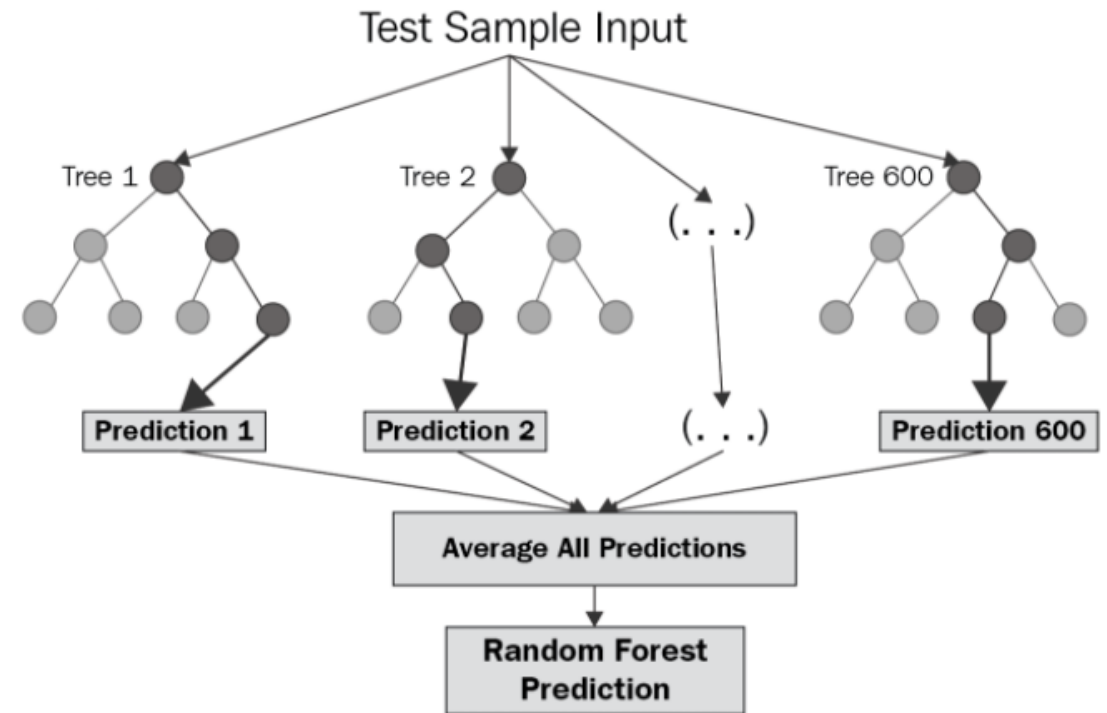 Test Sample Input
Tree 1
Tree 2
(. . .)
Tree 600
Prediction 1
Prediction 2
(. . .)
Prediction 600
Average All Predictions
Random Forest
Prediction